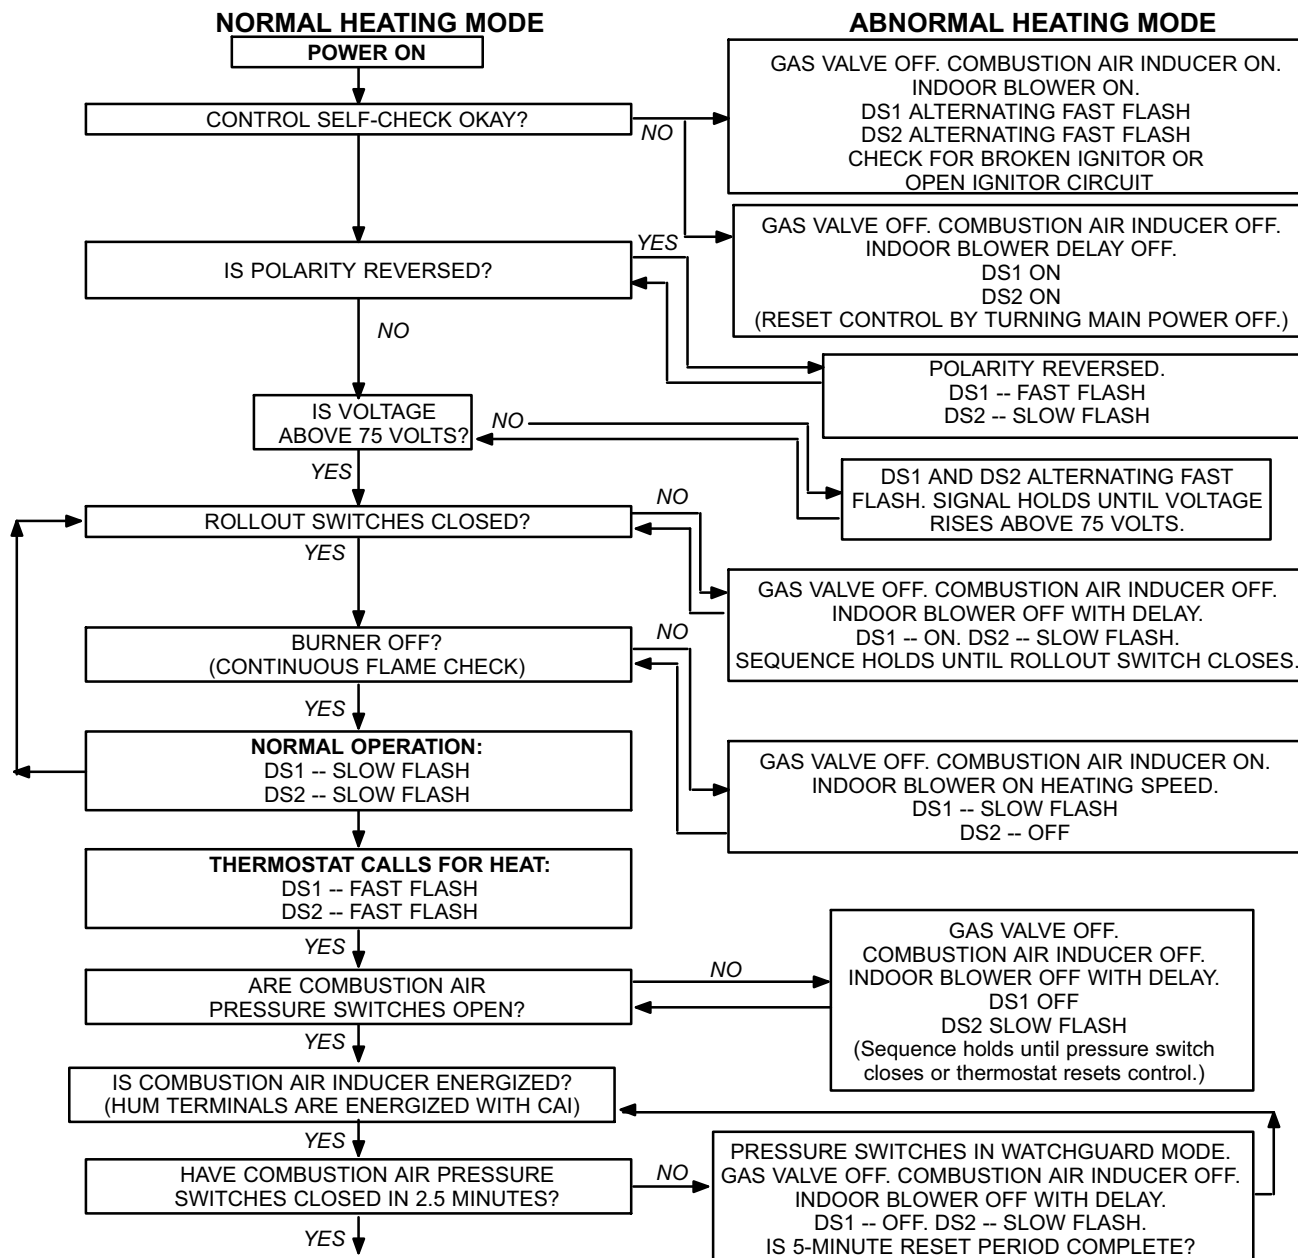 NORMAL HEATING MODE
ABNORMAL HEATING MODE
POWER ON
GAS VALVE OFF. COMBUSTION AIR INDUCER ON.
INDOOR BLOWER ON.
DS1 ALTERNATING FAST FLASH
DS2 ALTERNATING FAST FLASH
CHECK FOR BROKEN IGNITOR OR
OPEN IGNITOR CIRCUIT
CONTROL SELF-CHECK OKAY?
NO
GAS VALVE OFF. COMBUSTION AIR INDUCER OFF.
INDOOR BLOWER DELAY OFF.
DS1 ON
DS2 ON
(RESET CONTROL BY TURNING MAIN POWER OFF.)
IS POLARITY REVERSED?
YES
NO
POLARITY REVERSED.
DS1 -- FAST FLASH
DS2 -- SLOW FLASH
IS VOLTAGE
ABOVE 75 VOLTS?
NO
YES
DS1 AND DS2 ALTERNATING FAST
FLASH. SIGNAL HOLDS UNTIL VOLTAGE
RISES ABOVE 75 VOLTS.
ROLLOUT SWITCHES CLOSED?
NO
YES
GAS VALVE OFF. COMBUSTION AIR INDUCER OFF.
INDOOR BLOWER OFF WITH DELAY.
DS1 -- ON. DS2 -- SLOW FLASH.
SEQUENCE HOLDS UNTIL ROLLOUT SWITCH CLOSES.
BURNER OFF?
(CONTINUOUS FLAME CHECK)
NO
YES
GAS VALVE OFF. COMBUSTION AIR INDUCER ON.
INDOOR BLOWER ON HEATING SPEED.
DS1 -- SLOW FLASH
DS2 -- OFF
NORMAL OPERATION:
DS1 -- SLOW FLASH
DS2 -- SLOW FLASH
THERMOSTAT CALLS FOR HEAT:
DS1 -- FAST FLASH
DS2 -- FAST FLASH
YES
ARE COMBUSTION AIR
PRESSURE SWITCHES OPEN?
NO
YES
GAS VALVE OFF.
COMBUSTION AIR INDUCER OFF.
INDOOR BLOWER OFF WITH DELAY.
DS1 OFF
DS2 SLOW FLASH
(Sequence holds until pressure switch
closes or thermostat resets control.)
IS COMBUSTION AIR INDUCER ENERGIZED?
(HUM TERMINALS ARE ENERGIZED WITH CAI)
YES
HAVE COMBUSTION AIR PRESSURE
SWITCHES CLOSED IN 2.5 MINUTES?
NO
YES
PRESSURE SWITCHES IN WATCHGUARD MODE.
GAS VALVE OFF. COMBUSTION AIR INDUCER OFF.
INDOOR BLOWER OFF WITH DELAY.
DS1 -- OFF. DS2 -- SLOW FLASH.
IS 5-MINUTE RESET PERIOD COMPLETE?